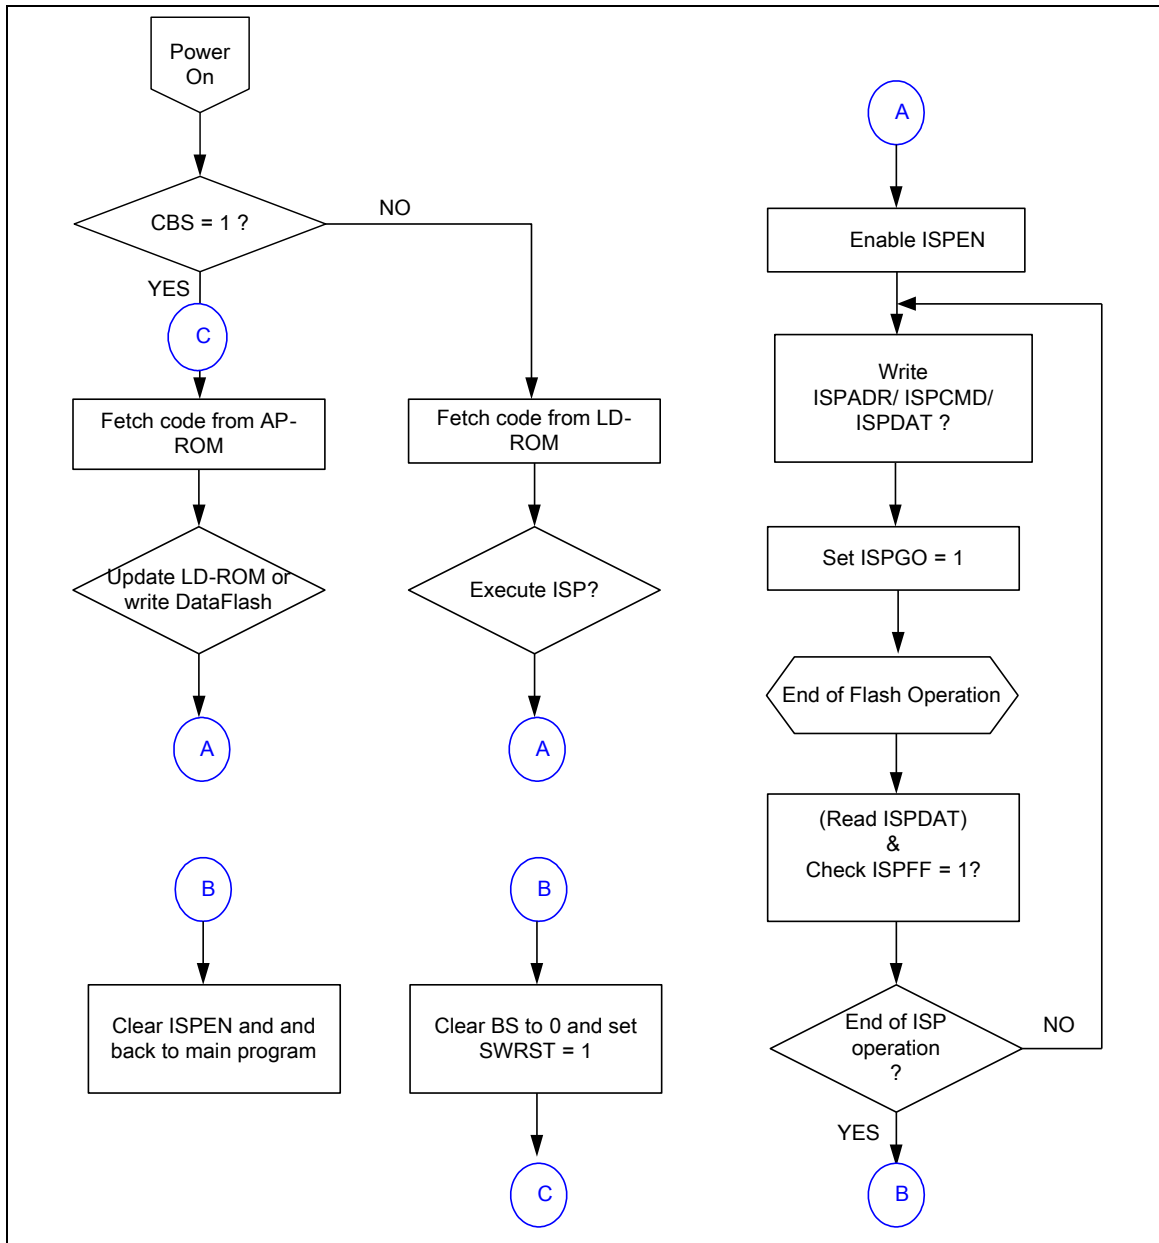 Power
On
CBS = 1 ?
NO
YES
C
Fetch code from AP-
ROM
Fetch code from LD-
ROM
Update LD-ROM or
write DataFlash
Execute ISP?
A
A
B
B
Clear ISPEN and and
back to main program
Clear BS to 0 and set
SWRST = 1
C
A
Enable ISPEN
Write
ISPADR/ ISPCMD/
ISPDAT ?
Set ISPGO = 1
End of Flash Operation
(Read ISPDAT)
&
Check ISPFF = 1?
End of ISP
operation
?
NO
YES
B